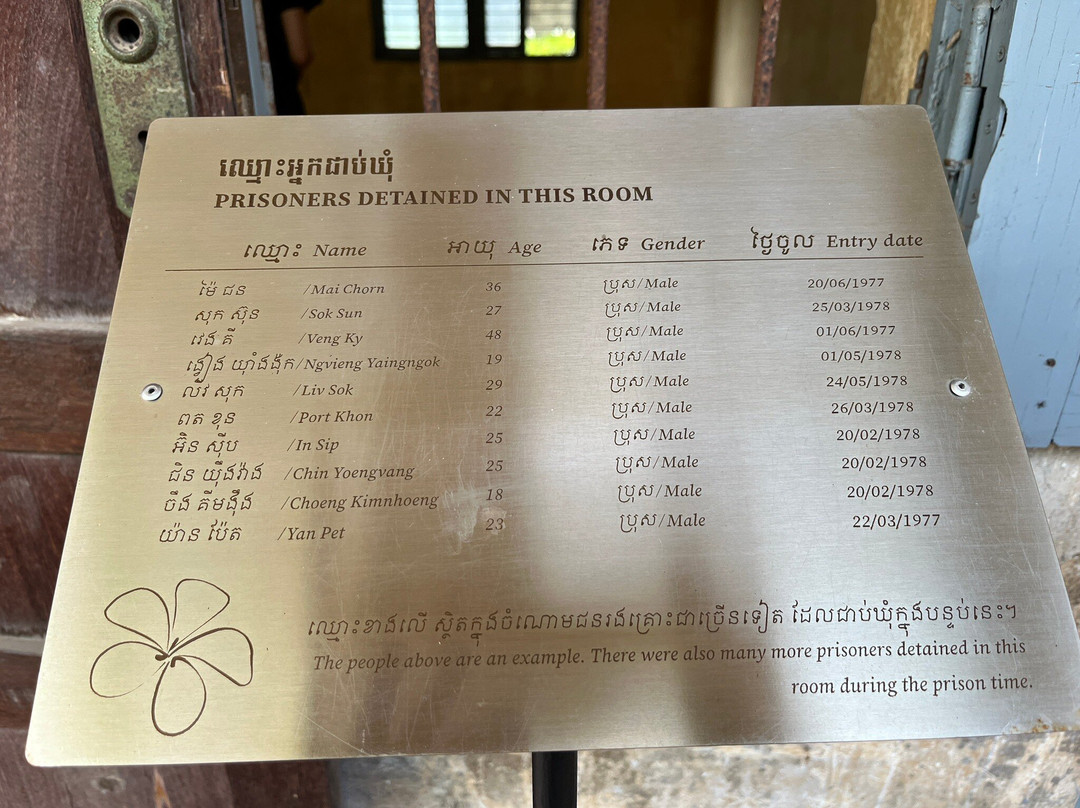 ឈ្មោះអ្នកជាប់ឃុំ
PRISONERS DETAINED IN THIS ROOM
ឈ្មោះ Name អាយុ Age ភេទ Gender ថ្ងៃចូល Entry date
ម៉ៃ ជន /Mai Chorn 36 ប្រុស/Male 20/06/1977
សុក ស៊ុន /Sok Sun 27 ប្រុស/Male 25/03/1978
វេង គី /Veng Ky 48 ប្រុស/Male 01/06/1977
ង្វៀង យ៉ាំងង៉ុក/Ngvieng Yaingngok 19 ប្រុស/Male 01/05/1978
លីវ សុក /Liv Sok 29 ប្រុស/Male 24/05/1978
ពត ខុន /Port Khon 22 ប្រុស/Male 26/03/1978
អ៊ិន ស៊ីប /In Sip 25 ប្រុស/Male 20/02/1978
ជិន យ៉ឹងវ៉ាង /Chin Yoengvang 25 ប្រុស/Male 20/02/1978
ចឹង គីមង៉ឹង /Choeng Kimnhoeng 18 ប្រុស/Male 20/02/1978
យ៉ាន ប៉ែត /Yan Pet 23 ប្រុស/Male 22/03/1977
ឈ្មោះខាងលើ ស្ថិតក្នុងចំណោមជនរងគ្រោះជាច្រើនទៀត ដែលជាប់ឃុំក្នុងបន្ទប់នេះ។
The people above are an example. There were also many more prisoners detained in this
room during the prison time.